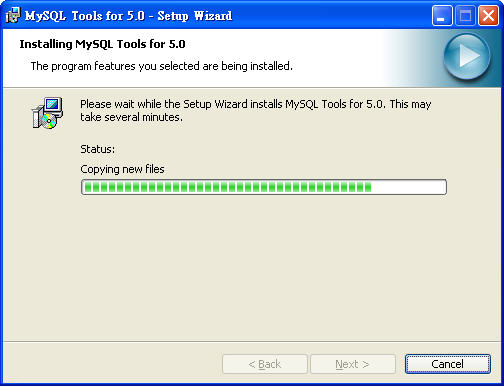 MySQL Tools for 5.0 - Setup Wizard
Installing MySQL Tools for 5.0
The program features you selected are being installed.
Please wait while the Setup Wizard installs MySQL Tools for 5.0. This may
take several minutes.
Status:
Copying new files
< Back
Next >
Cancel